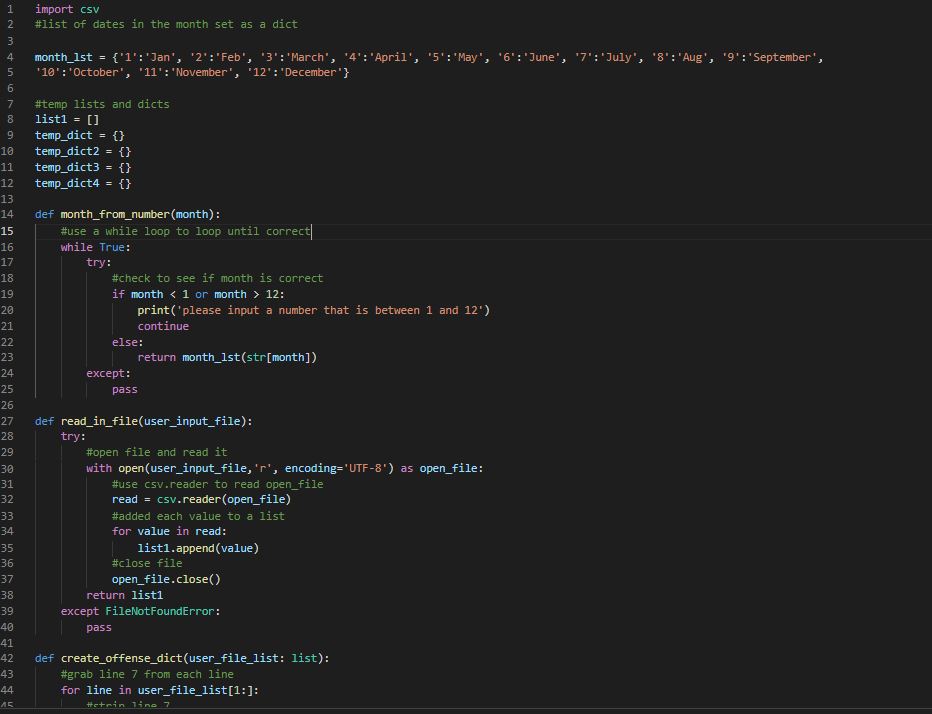 1 import csv
2 #list of dates in the month set as a dict
3
4 month_lst = {'1':'Jan', '2':'Feb', '3':'March', '4':'April', '5':'May', '6':'June', '7':'July', '8':'Aug', '9':'September',
5 '10':'October', '11':'November', '12':'December'}
6
7 #temp lists and dicts
8 list1 = []
9 temp_dict = {}
10 temp_dict2 = {}
11 temp_dict3 = {}
12 temp_dict4 = {}
13
14 def month_from_number(month):
15     #use a while loop to loop until correct
16     while True:
17         try:
18             #check to see if month is correct
19             if month < 1 or month > 12:
20                 print('please input a number that is between 1 and 12')
21                 continue
22             else:
23                 return month_lst(str[month])
24         except:
25             pass
26
27 def read_in_file(user_input_file):
28     try:
29         #open file and read it
30         with open(user_input_file,'r', encoding='UTF-8') as open_file:
31             #use csv.reader to read open_file
32             read = csv.reader(open_file)
33             #added each value to a list
34             for value in read:
35                 list1.append(value)
36             #close file
37             open_file.close()
38         return list1
39     except FileNotFoundError:
40         pass
41
42 def create_offense_dict(user_file_list: list):
43     #grab line 7 from each line
44     for line in user_file_list[1:]:
45         #strip line 7